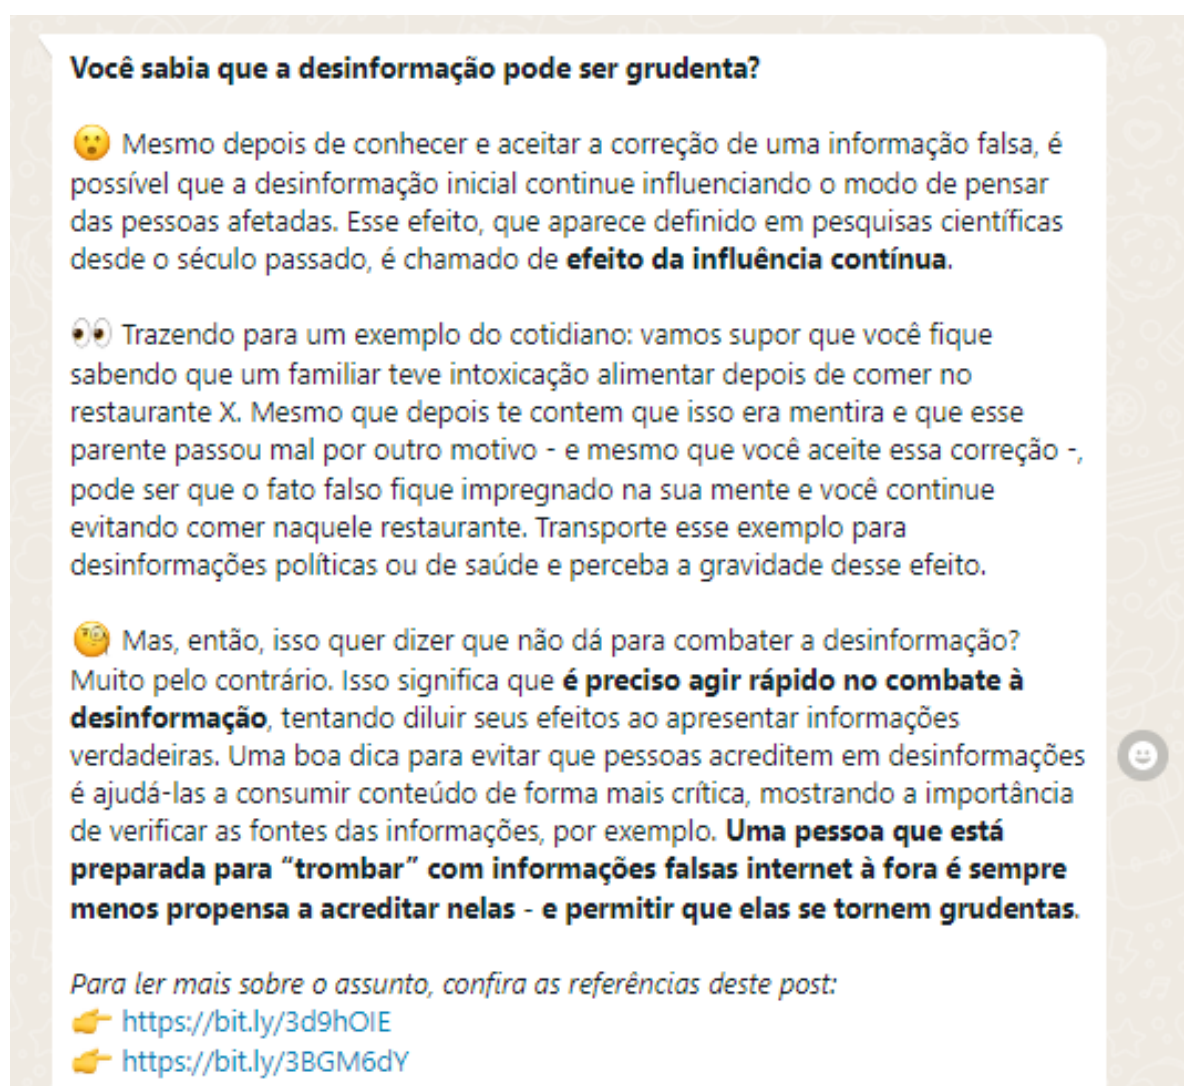 Você sabia que a desinformação pode ser grudenta?
😮 Mesmo depois de conhecer e aceitar a correção de uma informação falsa, é
possível que a desinformação inicial continue influenciando o modo de pensar
das pessoas afetadas. Esse efeito, que aparece definido em pesquisas científicas
desde o século passado, é chamado de efeito da influência contínua.
👀 Trazendo para um exemplo do cotidiano: vamos supor que você fique
sabendo que um familiar teve intoxicação alimentar depois de comer no
restaurante X. Mesmo que depois te contem que isso era mentira e que esse
parente passou mal por outro motivo - e mesmo que você aceite essa correção -,
pode ser que o fato falso fique impregnado na sua mente e você continue
evitando comer naquele restaurante. Transporte esse exemplo para
desinformações políticas ou de saúde e perceba a gravidade desse efeito.
🧐 Mas, então, isso quer dizer que não dá para combater a desinformação?
Muito pelo contrário. Isso significa que é preciso agir rápido no combate à
desinformação, tentando diluir seus efeitos ao apresentar informações
verdadeiras. Uma boa dica para evitar que pessoas acreditem em desinformações
é ajudá-las a consumir conteúdo de forma mais crítica, mostrando a importância
de verificar as fontes das informações, por exemplo. Uma pessoa que está
preparada para “trombar” com informações falsas internet à fora é sempre
menos propensa a acreditar nelas - e permitir que elas se tornem grudentas.
Para ler mais sobre o assunto, confira as referências deste post:
👉 https://bit.ly/3d9hOIE
👉 https://bit.ly/3BGM6dY